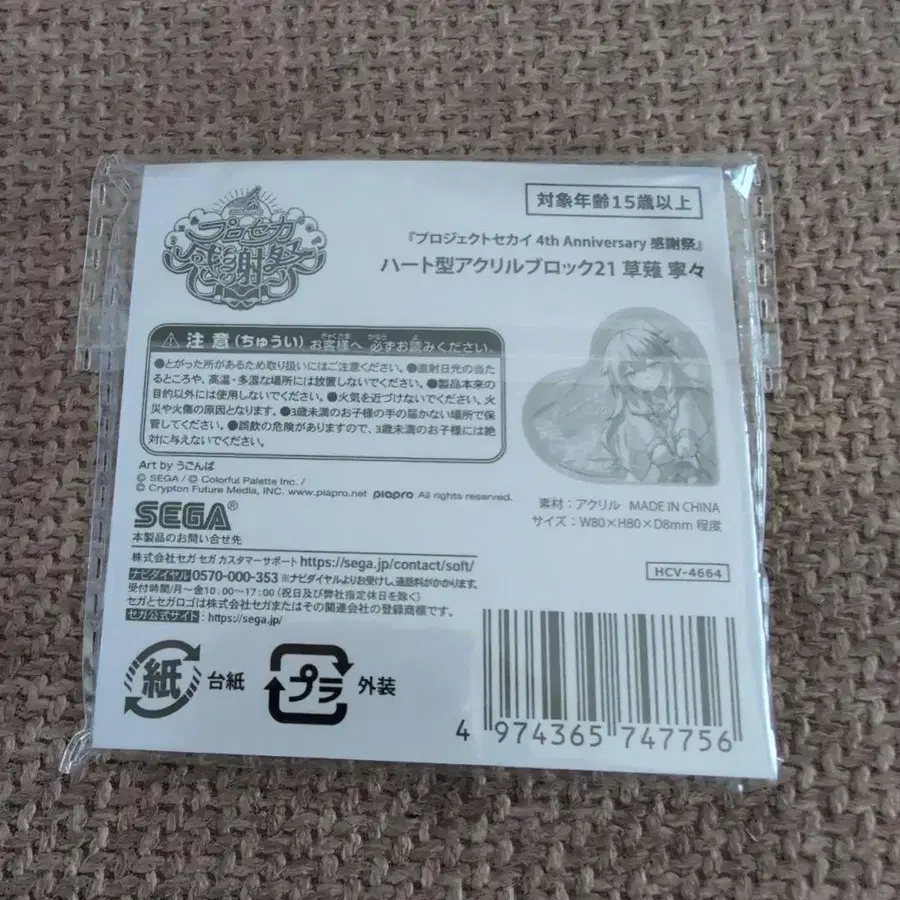 プロセカ
感謝祭
対象年齢15歳以上
『プロジェクトセカイ 4th Anniversary 感謝祭』
ハート型アクリルブロック21 草薙 寧々
⚠ 注意(ちゅうい) お客様へ 必ずお読みください。
●とがった所があるため取り扱いにはご注意ください。●直射日光の当た
るところや、高温・多湿な場所には放置しないでください。●製品本来の
目的以外には使用しないでください。●火気を近づけないでください。火
災や火傷の原因となります。●3歳未満のお子様の手の届かない場所で保
管してください。●誤飲の危険がありますので、3歳未満のお子様には絶
対に与えないでください。
Art by うごんば
© SEGA / © Colorful Palette Inc. /
© Crypton Future Media, INC. www.piapro.net piapro All rights reserved.
素材：アクリル MADE IN CHINA
サイズ：W80×H80×D8mm 程度
SEGA®
本製品のお問い合せ先
株式会社セガ セガ カスタマーサポート https://sega.jp/contact/soft/
ナビダイヤル 0570-000-353 ※ナビダイヤルよりお受けし、通話料がかかります。
受付時間/月～金10:00～17:00(祝日及び弊社指定休日を除く)
セガとセガロゴは株式会社セガまたはその関連会社の登録商標です。
セガ公式サイト：https://sega.jp/
HCV-4664
紙 台紙
プラ 外装
4 974365 747756